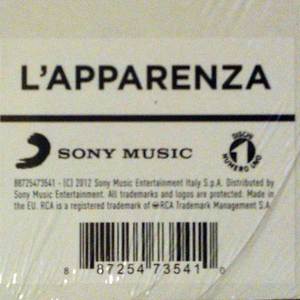 L'APPARENZA
SONY MUSIC
DISCHI
1
NUMERO UNO
88725473541 - (C) 2012 Sony Music Entertainment Italy S.p.A. Distributed by
Sony Music Entertainment. All trademarks and logos are protected. Made in
the EU. RCA is a registered trademark of RCA Trademark Management S.A.
8 87254 73541 0